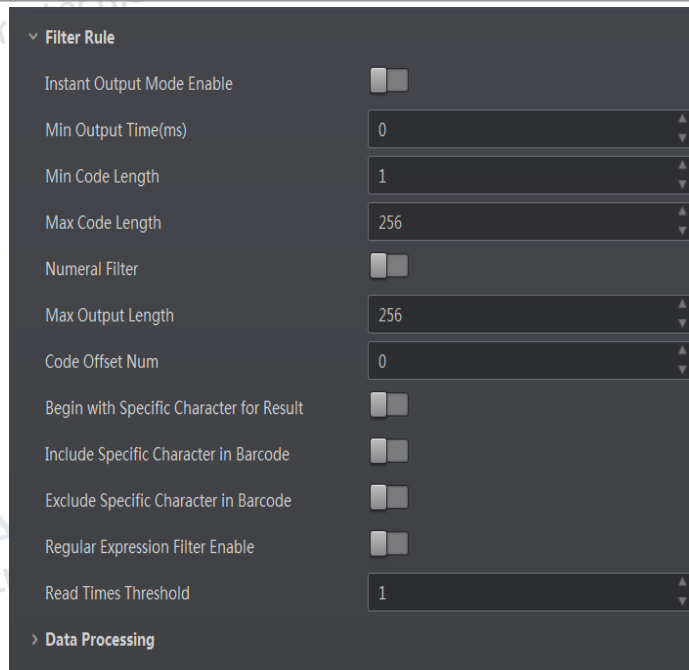 Filter Rule
Instant Output Mode Enable
Min Output Time(ms) 0
Min Code Length 1
Max Code Length 256
Numeral Filter
Max Output Length 256
Code Offset Num 0
Begin with Specific Character for Result
Include Specific Character in Barcode
Exclude Specific Character in Barcode
Regular Expression Filter Enable
Read Times Threshold 1
Data Processing